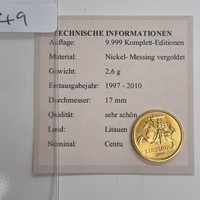 TECHNISCHE INFORMATIONEN
Auflage: 9.999 Komplett-Editionen
Material: Nickel- Messing vergoldet
Gewicht: 2,6 g
Erstausgabejahr: 1997 - 2010
Durchmesser: 17 mm
Qualität: sehr schön
Land: Litauen
Nominal: Centu
LIETUVA